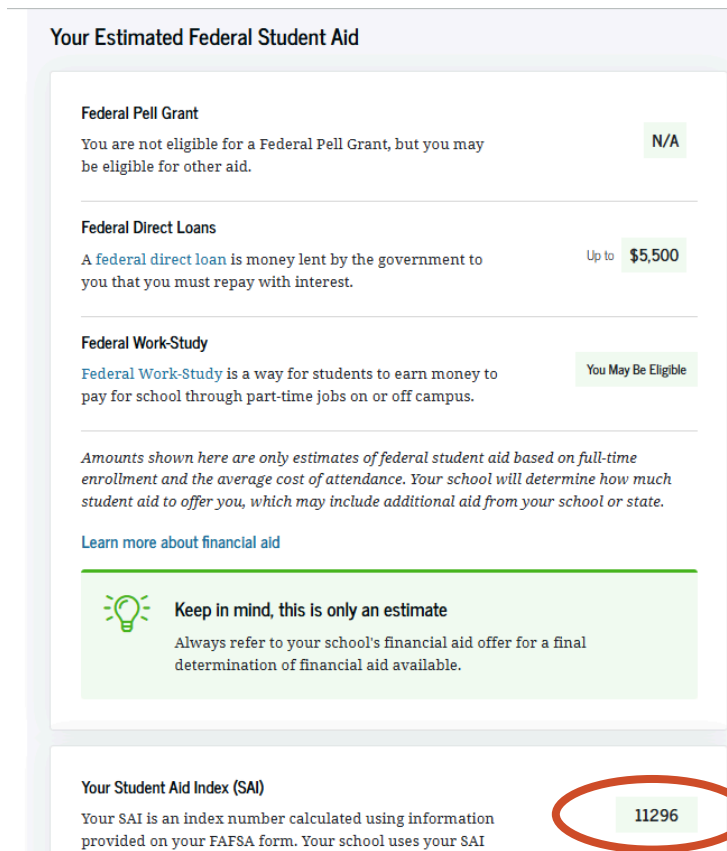 Your Estimated Federal Student Aid
Federal Pell Grant
You are not eligible for a Federal Pell Grant, but you may
be eligible for other aid.
N/A
Federal Direct Loans
A federal direct loan is money lent by the government to
you that you must repay with interest.
Up to $5,500
Federal Work-Study
Federal Work-Study is a way for students to earn money to
pay for school through part-time jobs on or off campus.
You May Be Eligible
Amounts shown here are only estimates of federal student aid based on full-time
enrollment and the average cost of attendance. Your school will determine how much
student aid to offer you, which may include additional aid from your school or state.
Learn more about financial aid
Keep in mind, this is only an estimate
Always refer to your school's financial aid offer for a final
determination of financial aid available.
Your Student Aid Index (SAI)
Your SAI is an index number calculated using information
provided on your FAFSA form. Your school uses your SAI
11296